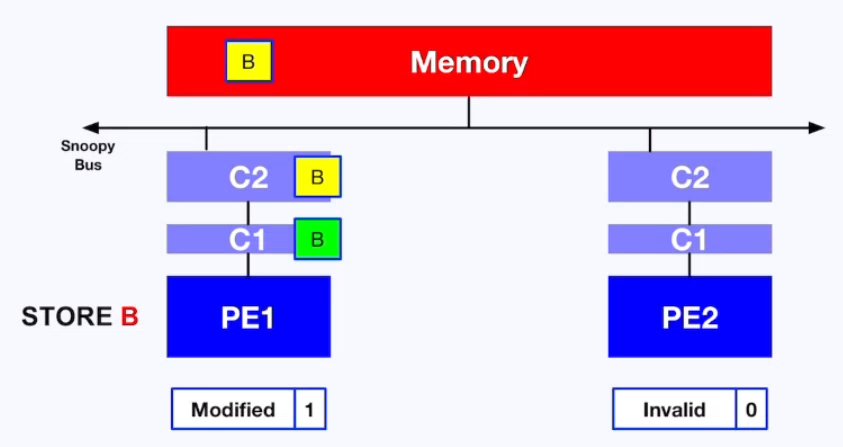 B
Memory
Snoopy
Bus
C2 B
C2
C1 B
C1
STORE B
PE1
PE2
Modified 1
Invalid 0